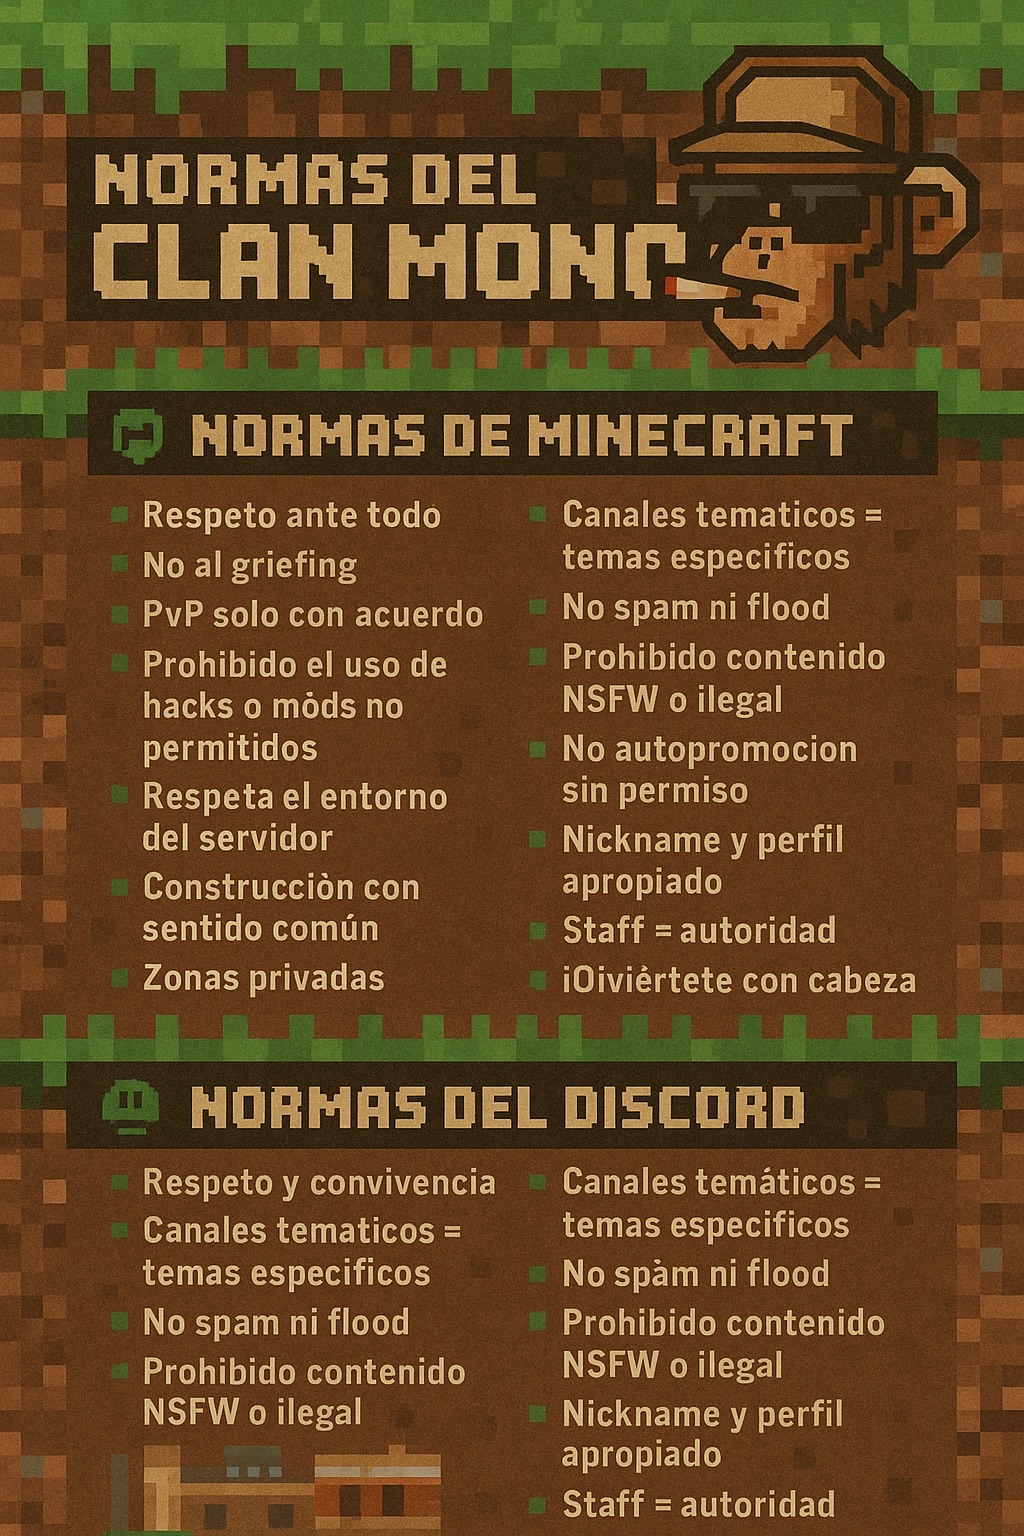 NORMAS DEL
CLAN MONO
NORMAS DE MINECRAFT
Respeto ante todo
No al griefing
PvP solo con acuerdo
Prohibido el uso de
hacks o mȯds no
permitidos
Respeta el entorno
del servidor
Construcciòn con
sentido común
Zonas privadas
Canales tematicos =
temas especificos
No spam ni flood
Prohibido contenido
NSFW o ilegal
No autopromocion
sin permiso
Nickname y perfil
apropiado
Staff = autoridad
¡Oiviértete con cabeza
NORMAS DEL DISCORD
Respeto y convivencia
Canales tematicos =
temas especificos
No spam ni flood
Prohibido contenido
NSFW o ilegal
Canales temáticos =
temas especificos
No spàm ni flood
Prohibido contenido
NSFW o ilegal
Nickname y perfil
apropiado
Staff = autoridad